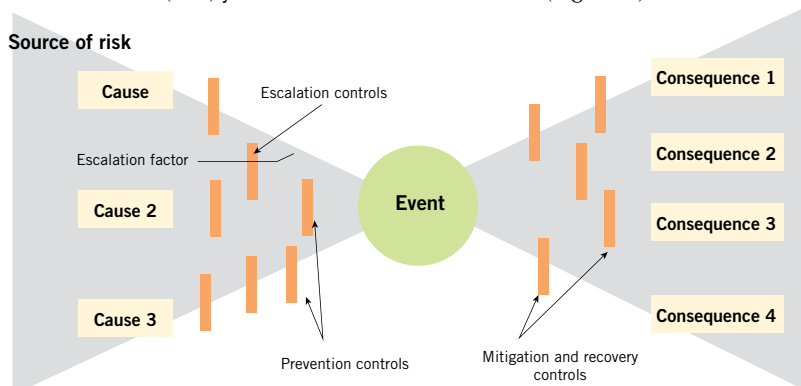 Source of risk
Cause
Escalation controls
Consequence 1
Escalation factor
Consequence 2
Cause 2
Event
Consequence 3
Cause 3
Consequence 4
Prevention controls
Mitigation and recovery
controls